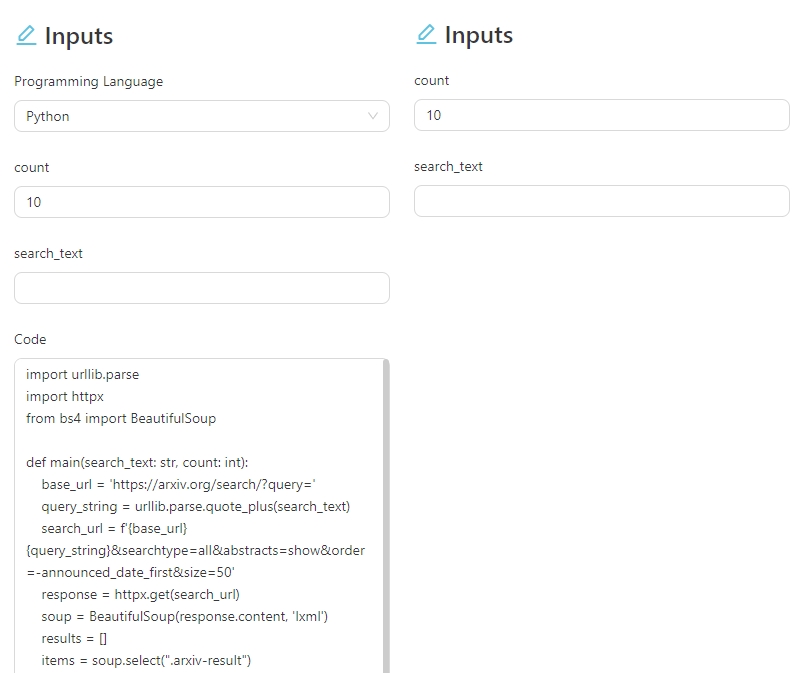 Inputs
Programming Language
Python
count
10
search_text
Code
import urllib.parse
import httpx
from bs4 import BeautifulSoup

def main(search_text: str, count: int):
    base_url = 'https://arxiv.org/search/?query='
    query_string = urllib.parse.quote_plus(search_text)
    search_url = f'{base_url}
{query_string}&searchtype=all&abstracts=show&order
=-announced_date_first&size=50'
    response = httpx.get(search_url)
    soup = BeautifulSoup(response.content, 'lxml')
    results = []
    items = soup.select(".arxiv-result")
Inputs
count
10
search_text